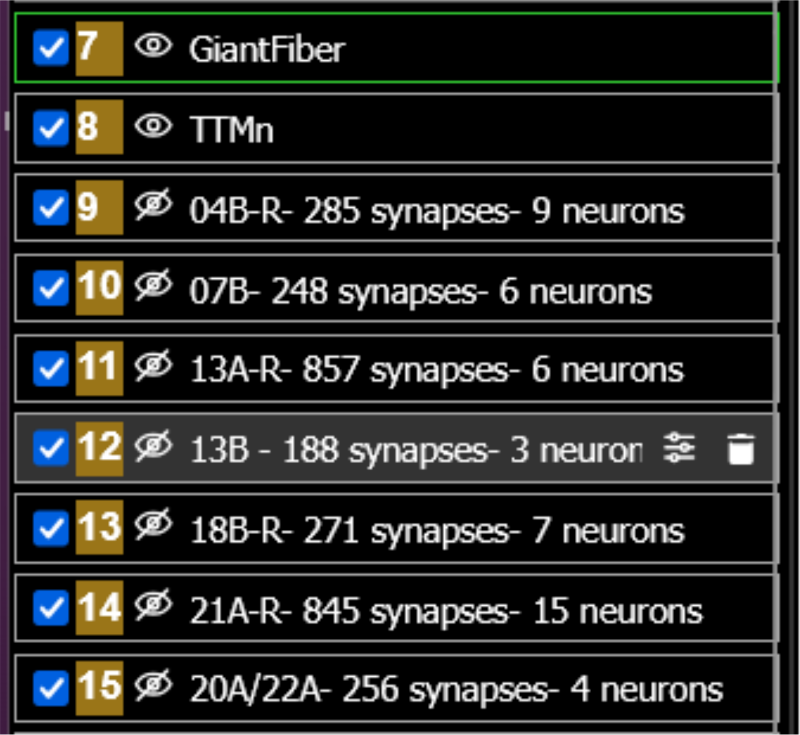 7 GiantFiber
8 TTMn
9 04B-R- 285 synapses- 9 neurons
10 07B- 248 synapses- 6 neurons
11 13A-R- 857 synapses- 6 neurons
12 13B - 188 synapses- 3 neuron
13 18B-R- 271 synapses- 7 neurons
14 21A-R- 845 synapses- 15 neurons
15 20A/22A- 256 synapses- 4 neurons